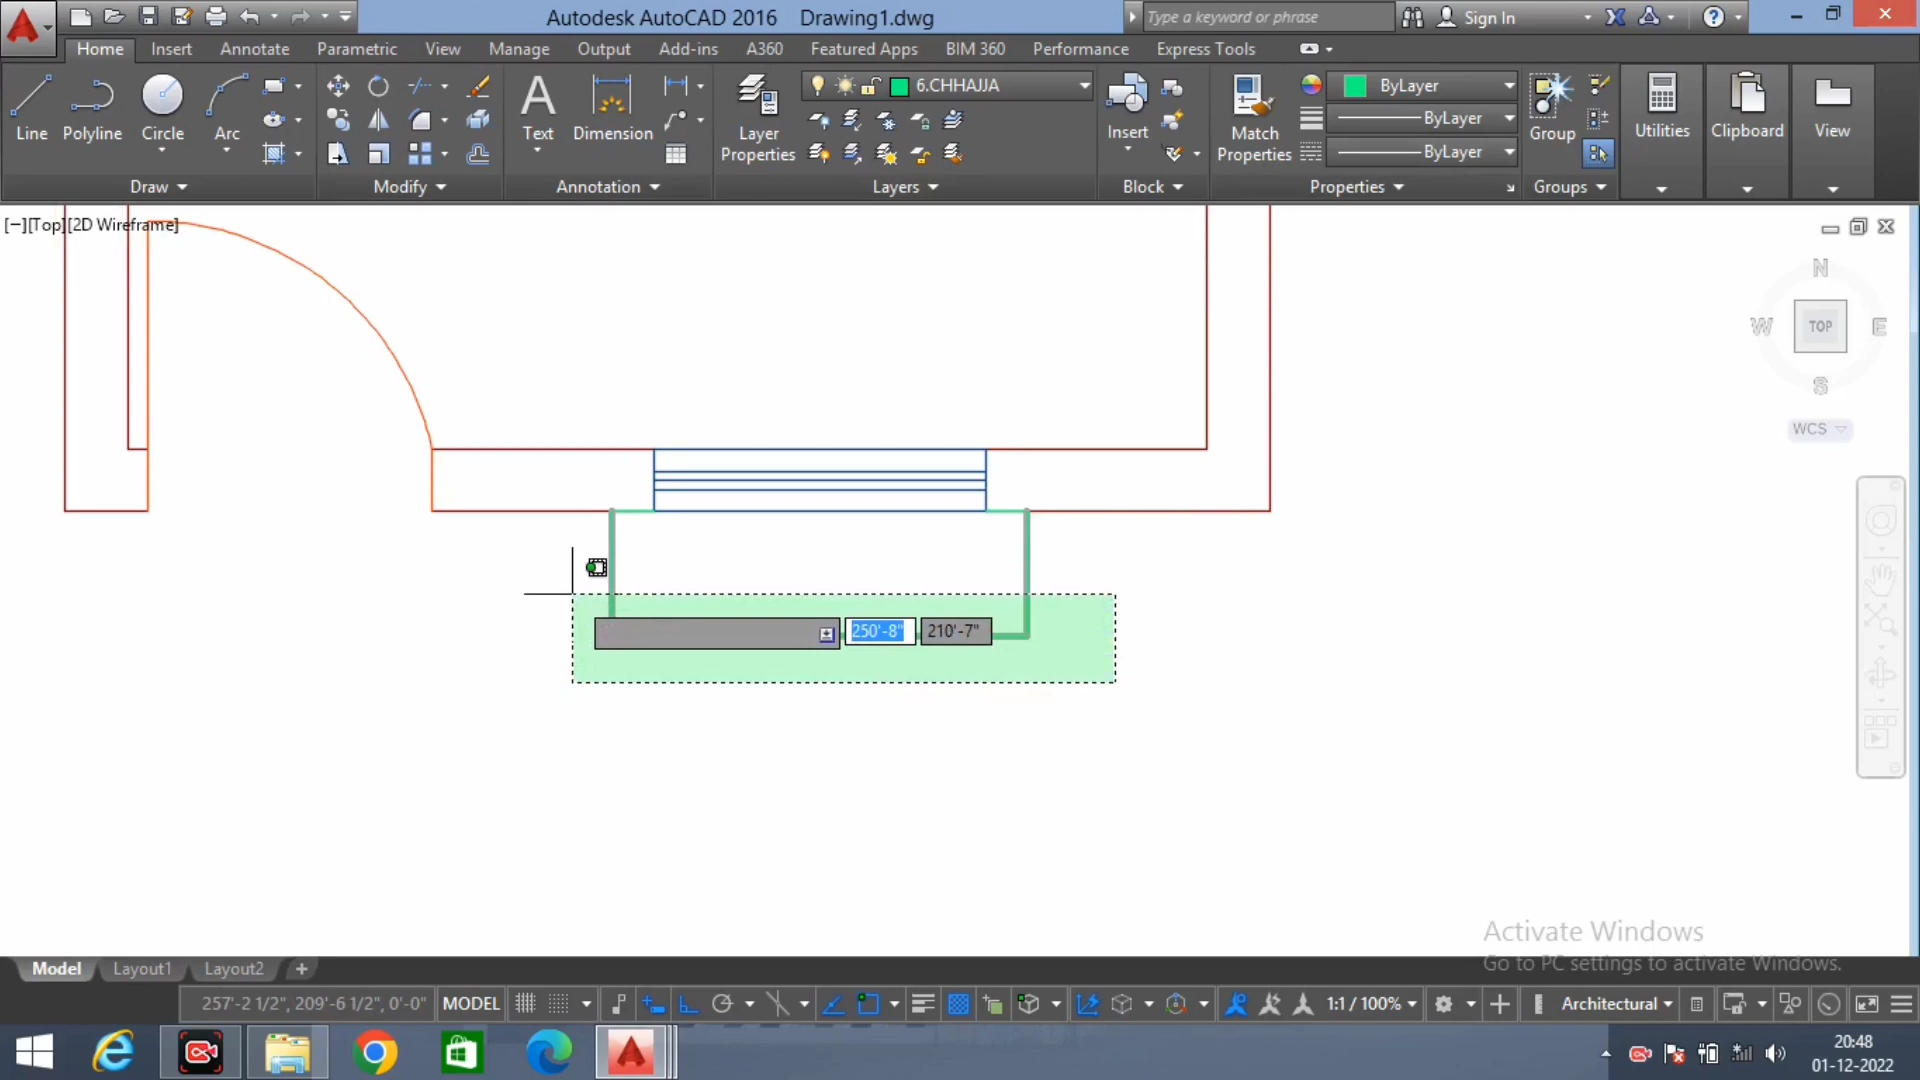 Autodesk AutoCAD 2016 Drawing1.dwg
Type a keyword or phrase
Sign In
Home Insert Annotate Parametric View Manage Output Add-ins A360 Featured Apps BIM 360 Performance Express Tools
Line Polyline Circle Arc
Text Dimension
Layer Properties
6.CHHAJJA
Insert
Match Properties
ByLayer
ByLayer
ByLayer
Group
Utilities
Clipboard
View
Draw Modify Annotation Layers Block Properties Groups
[−][Top][2D Wireframe]
N
W TOP E
S
WCS
250'-8" 210'-7"
Activate Windows
Go to PC settings to activate Windows.
Model Layout1 Layout2 +
257'-2 1/2", 209'-6 1/2", 0'-0" MODEL 1:1 / 100% Architectural
20:48
01-12-2022